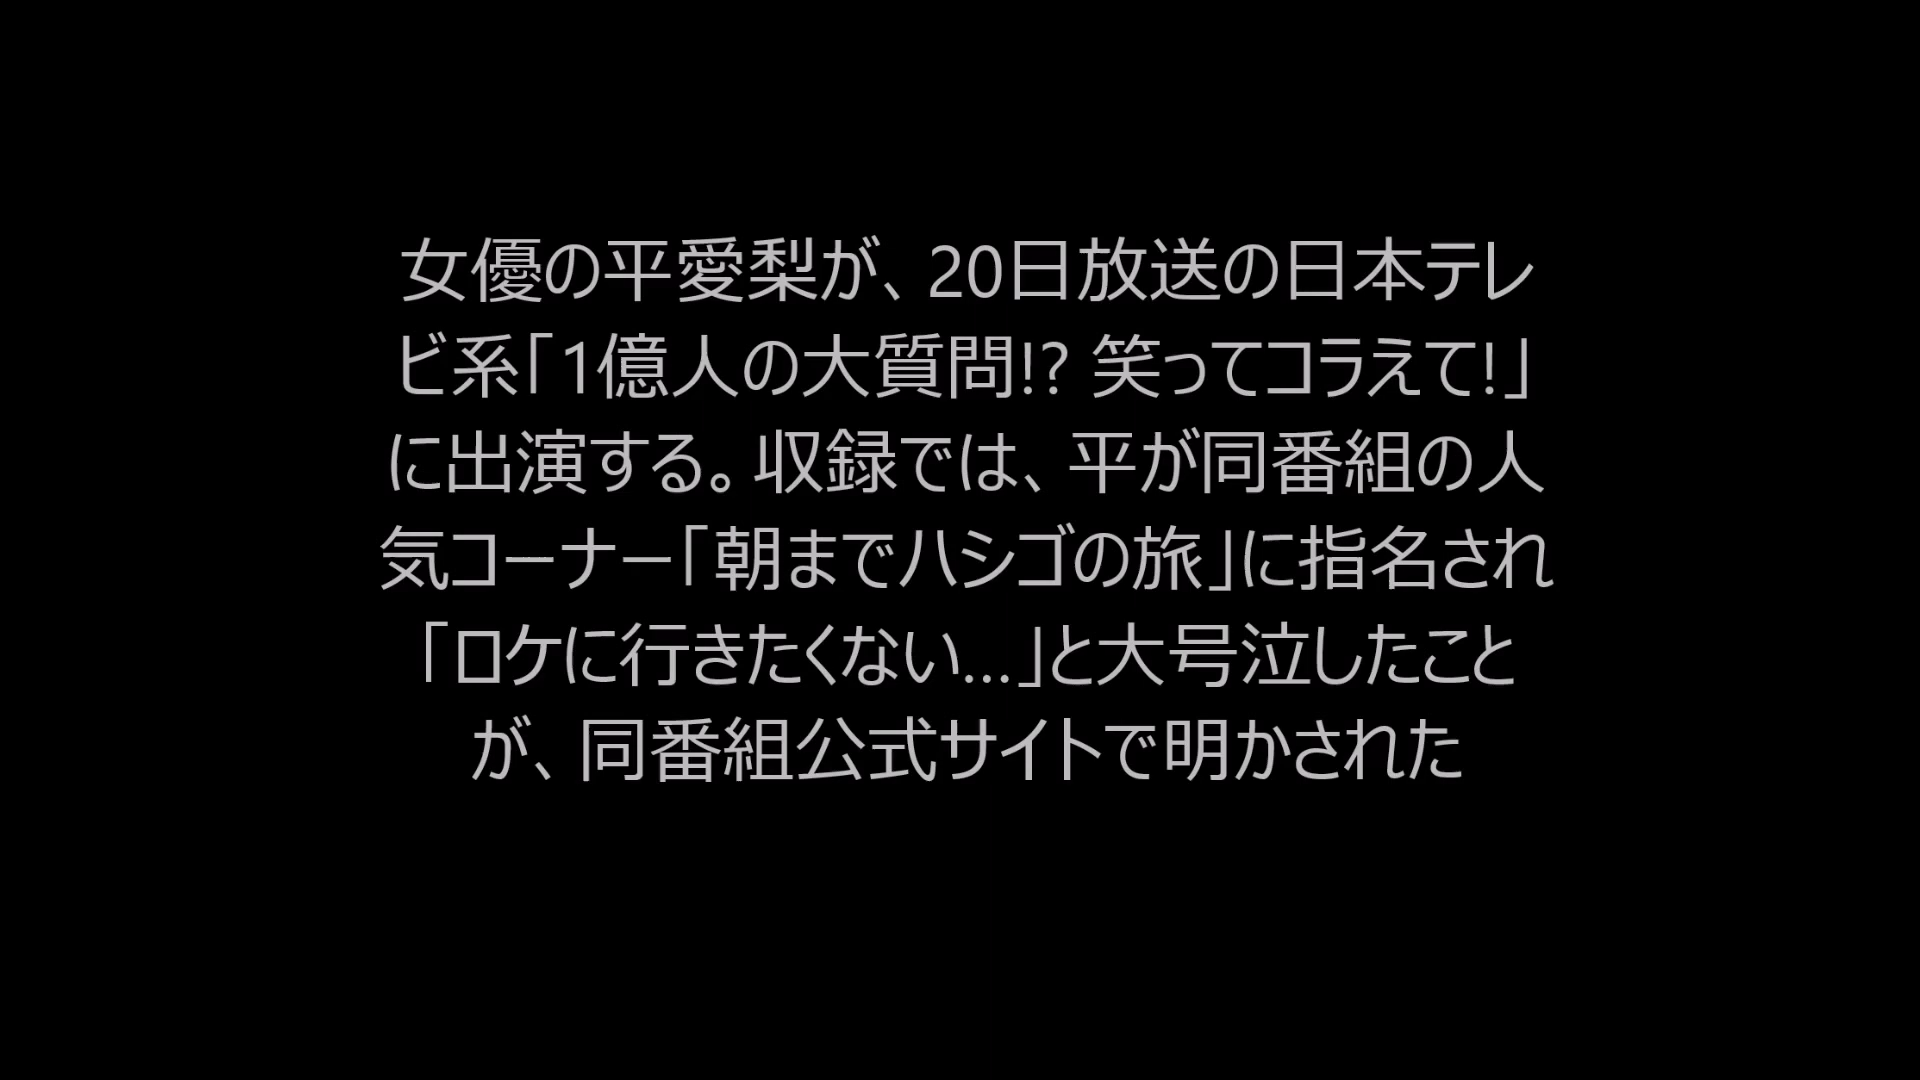 女優の平愛梨が、20日放送の日本テレ
ビ系「1億人の大質問!? 笑ってコラえて!」
に出演する。収録では、平が同番組の人
気コーナー「朝までハシゴの旅」に指名され
「ロケに行きたくない...」と大号泣したこと
が、同番組公式サイトで明かされた